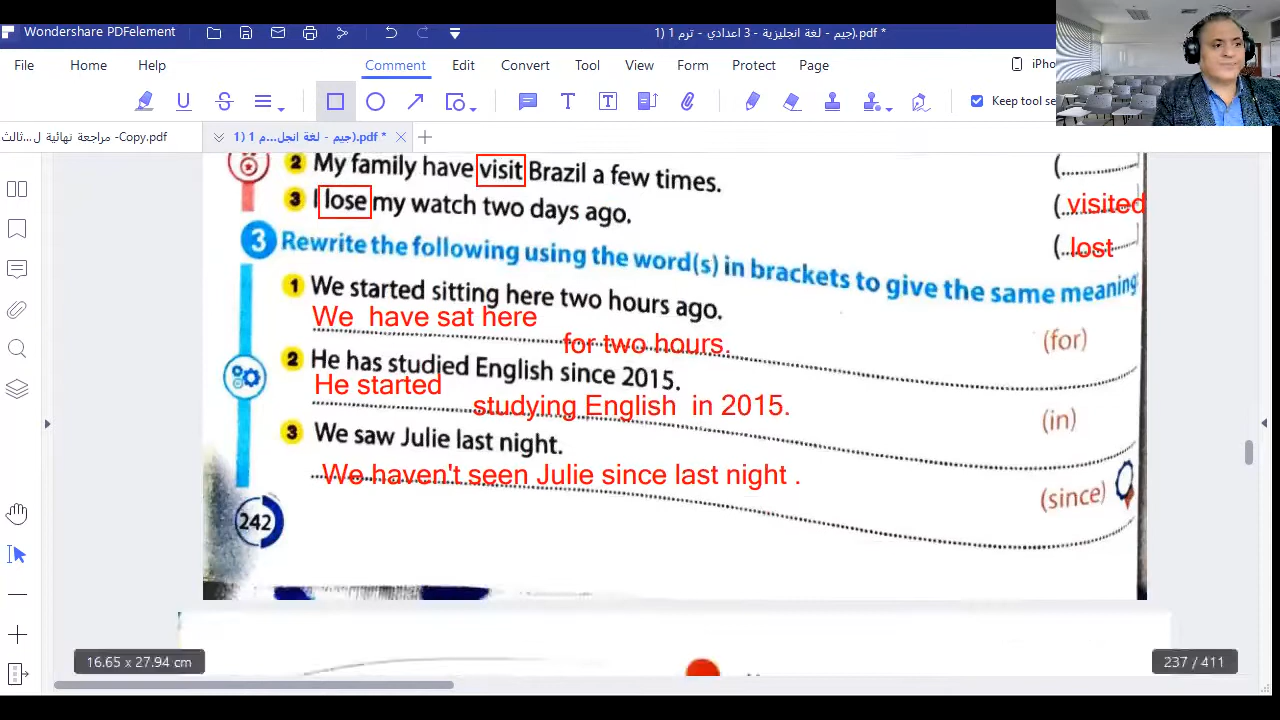 Wondershare PDFelement
(جيم - لغة انجليزية - 3 اعدادي - ترم 1 (1.pdf *
File Home Help Comment Edit Convert Tool View Form Protect Page iPho
Keep tool se
مراجعة نهائية ل ...ثالث -Copy.pdf
(جيم - لغة انجل...م 1 (1.pdf *
2 My family have visit Brazil a few times. (..........
3 I lose my watch two days ago. (..visited
(..lost
3 Rewrite the following using the word(s) in brackets to give the same meaning
1 We started sitting here two hours ago. (for)
We have sat here for two hours.
2 He has studied English since 2015. (in)
He started studying English in 2015.
3 We saw Julie last night. (since)
We haven't seen Julie since last night .
242
16.65 x 27.94 cm
237 / 411